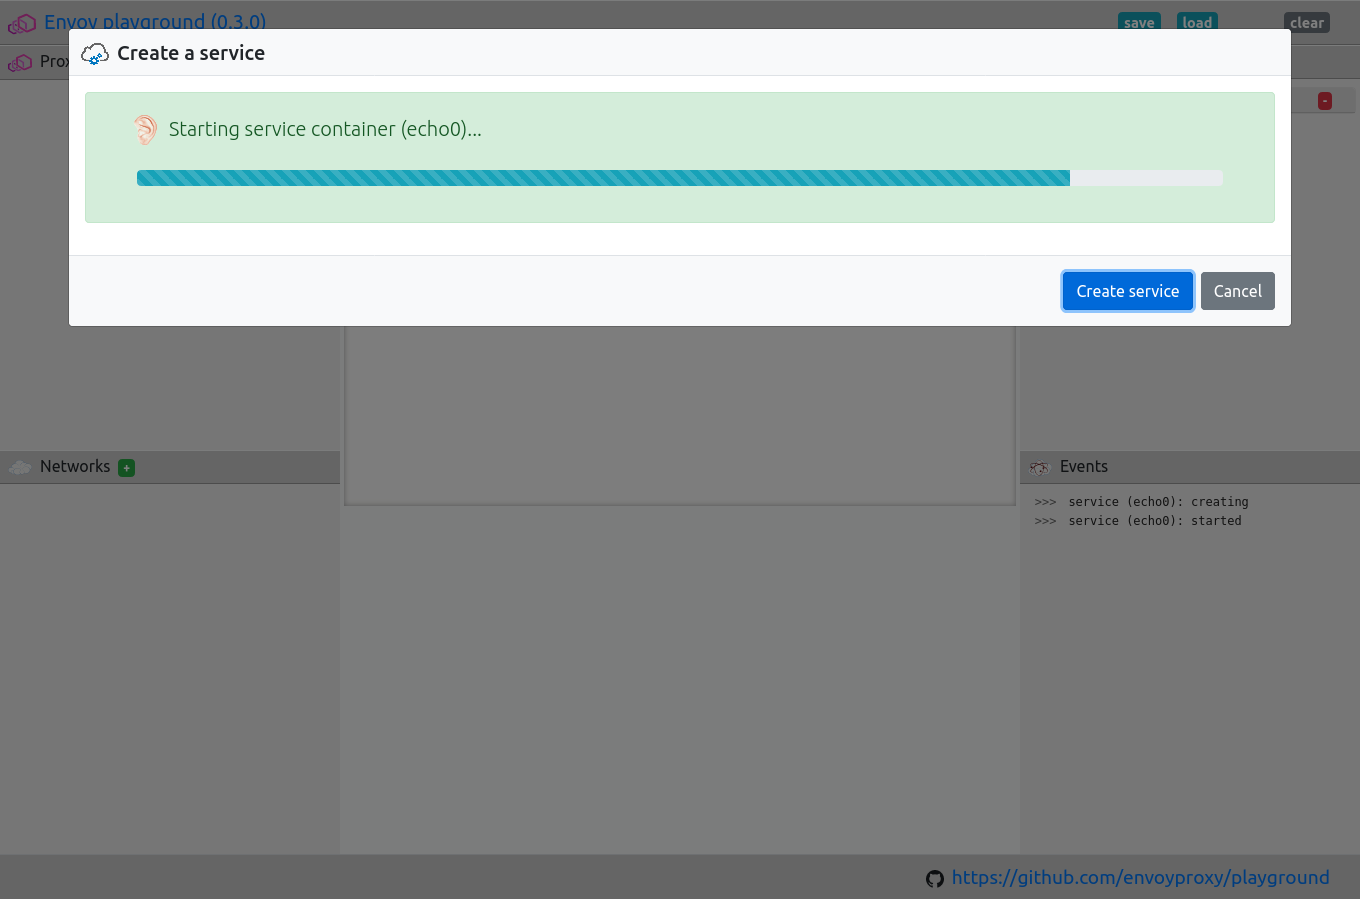 Envoy playground (0.3.0)
save
load
clear
Create a service
-
Starting service container (echo0)...
Create service
Cancel
Networks +
Events
>>> service (echo0): creating
>>> service (echo0): started
https://github.com/envoyproxy/playground